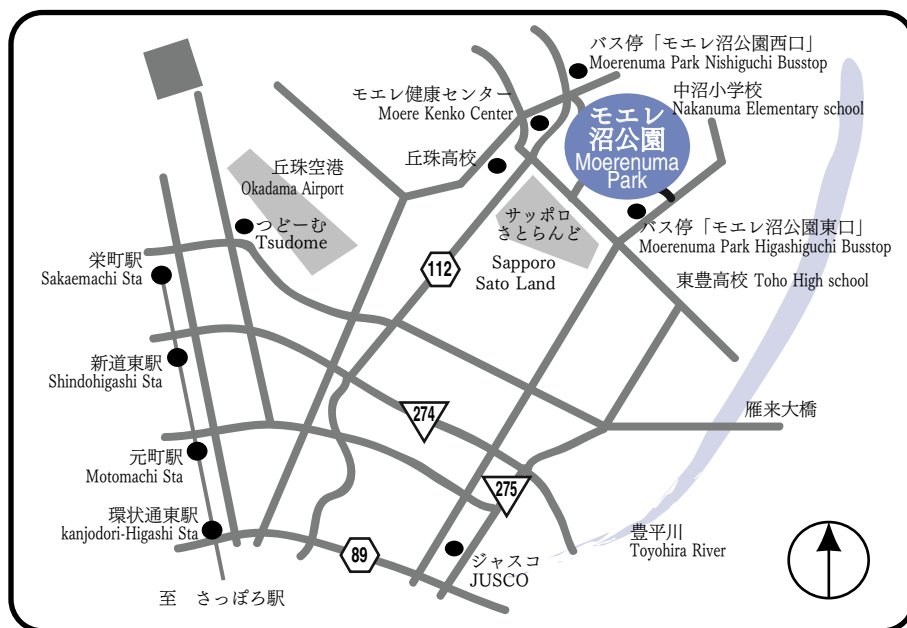 バス停「モエレ沼公園西口」
Moerenuma Park Nishiguchi Busstop
中沼小学校
Nakanuma Elementary school
モエレ健康センター
Moere Kenko Center
モエレ
沼公園
Moerenuma
Park
丘珠高校
丘珠空港
Okadama Airport
つどーむ
Tsudome
サッポロ
さとらんど
Sapporo
Sato Land
バス停「モエレ沼公園東口」
Moerenuma Park Higashiguchi Busstop
東豊高校 Toho High school
栄町駅
Sakaemachi Sta
112
新道東駅
Shindohigashi Sta
274
雁来大橋
元町駅
Motomachi Sta
275
環状通東駅
kanjodori-Higashi Sta
89
ジャスコ
JUSCO
豊平川
Toyohira River
至　さっぽろ駅